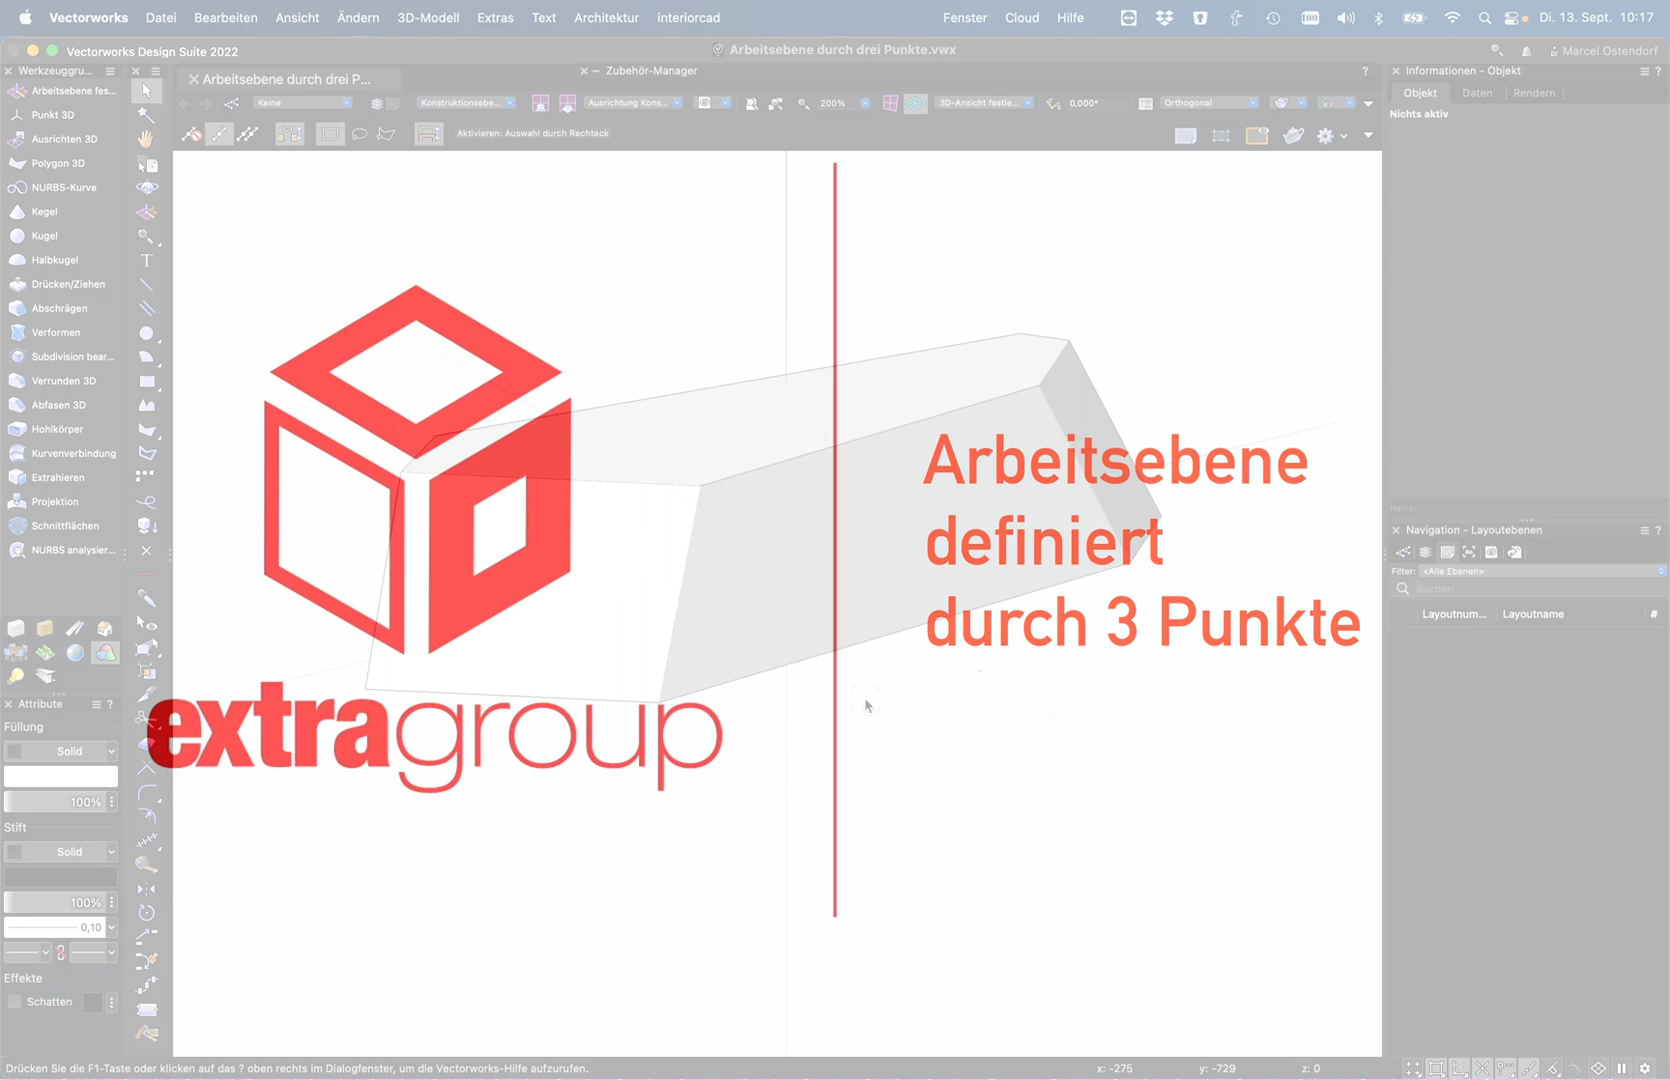 Vectorworks Datei Bearbeiten Ansicht Ändern 3D-Modell Extras Text Architektur interiorcad Fenster Cloud Hilfe Di. 13. Sept. 10:17
Vectorworks Design Suite 2022
Arbeitsebene durch drei Punkte.vwx
Marcel Ostendorf
Werkzeuggru...
Arbeitsebene durch drei P...
Zubehör-Manager
?
Informationen - Objekt
?
Keine
Konstruktionsebe...
Ausrichtung Kons...
200%
3D-Ansicht festle...
0,000°
Orthogonal
Aktivieren: Auswahl durch Rechteck
Objekt Daten Rendern
Nichts aktiv
Arbeitsebene fes...
Punkt 3D
Ausrichten 3D
Polygon 3D
NURBS-Kurve
Kegel
Kugel
Halbkugel
Drücken/Ziehen
Abschrägen
Verformen
Subdivision bear...
Verrunden 3D
Abfasen 3D
Hohlkörper
Kurvenverbindung
Extrahieren
Projektion
Schnittflächen
NURBS analysier...
Attribute
?
Füllung
Solid
100%
Stift
Solid
100%
0,10
Effekte
Schatten
extragroup
Arbeitsebene
definiert
durch 3 Punkte
Name:
Navigation - Layoutebenen
?
Filter: <Alle Ebenen>
Suchen
Layoutnum... Layoutname #
Drücken Sie die F1-Taste oder klicken auf das ? oben rechts im Dialogfenster, um die Vectorworks-Hilfe aufzurufen.
x: -275 y: -729 z: 0